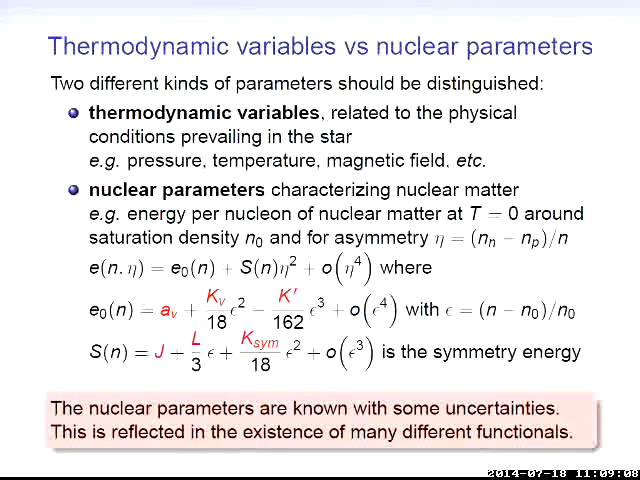 Thermodynamic variables vs nuclear parameters
Two different kinds of parameters should be distinguished:
thermodynamic variables, related to the physical
conditions prevailing in the star
e.g. pressure, temperature, magnetic field, etc.
nuclear parameters characterizing nuclear matter
e.g. energy per nucleon of nuclear matter at T = 0 around
saturation density n₀ and for asymmetry η = (nₙ − nₚ)/n
e(n, η) = e₀(n) + S(n)η² + o(η⁴) where
e₀(n) = aᵥ + Kᵥ/18 ε² − K′/162 ε³ + o(ε⁴) with ε = (n − n₀)/n₀
S(n) = J + L/3 ε + K_sym/18 ε² + o(ε³) is the symmetry energy
The nuclear parameters are known with some uncertainties.
This is reflected in the existence of many different functionals.
2014-07-18 11:09:08